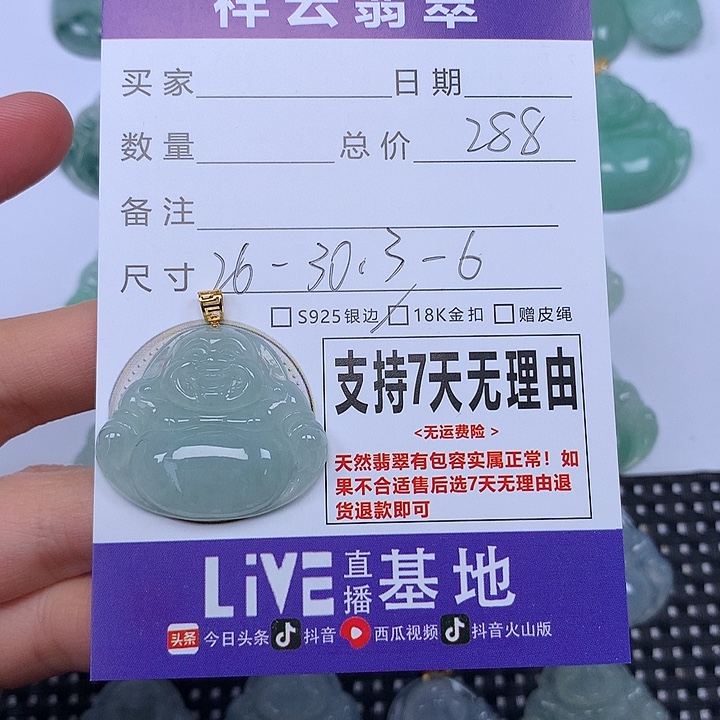 祥云翡翠
买家 日期
数量 总价 288
备注
尺寸 26-30.3-6
S925银边 18K金扣 赠皮绳
支持7天无理由
<无运费险>
天然翡翠有包容实属正常！如
果不合适售后选7天无理由退
货退款即可
LiVE 直播 基地
头条 今日头条 抖音 西瓜视频 抖音火山版